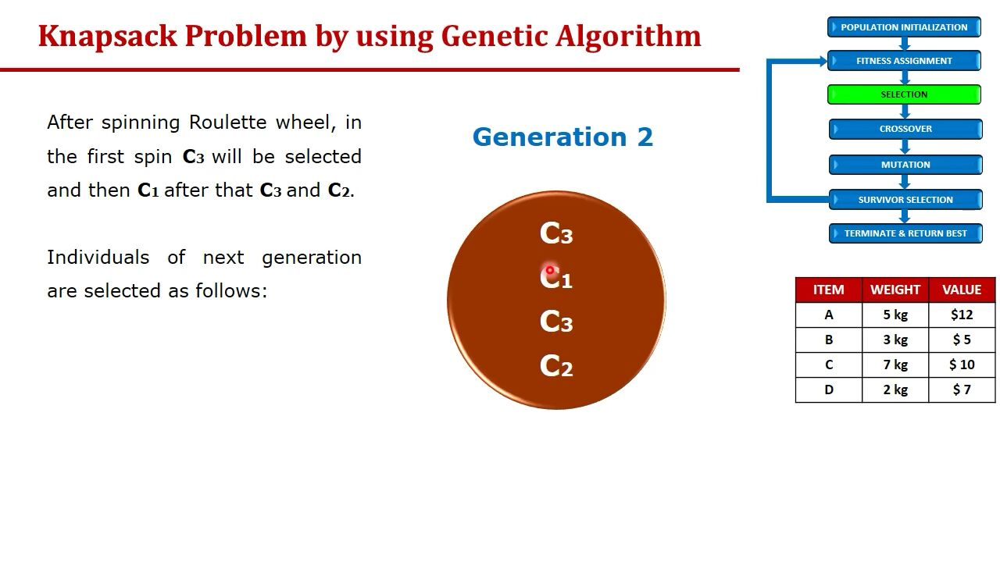 Knapsack Problem by using Genetic Algorithm
After spinning Roulette wheel, in
the first spin C3 will be selected
and then C1 after that C3 and C2.
Individuals of next generation
are selected as follows:
Generation 2
C3
C1
C3
C2
POPULATION INITIALIZATION
FITNESS ASSIGNMENT
SELECTION
CROSSOVER
MUTATION
SURVIVOR SELECTION
TERMINATE & RETURN BEST
ITEM WEIGHT VALUE
A 5 kg $12
B 3 kg $ 5
C 7 kg $ 10
D 2 kg $ 7